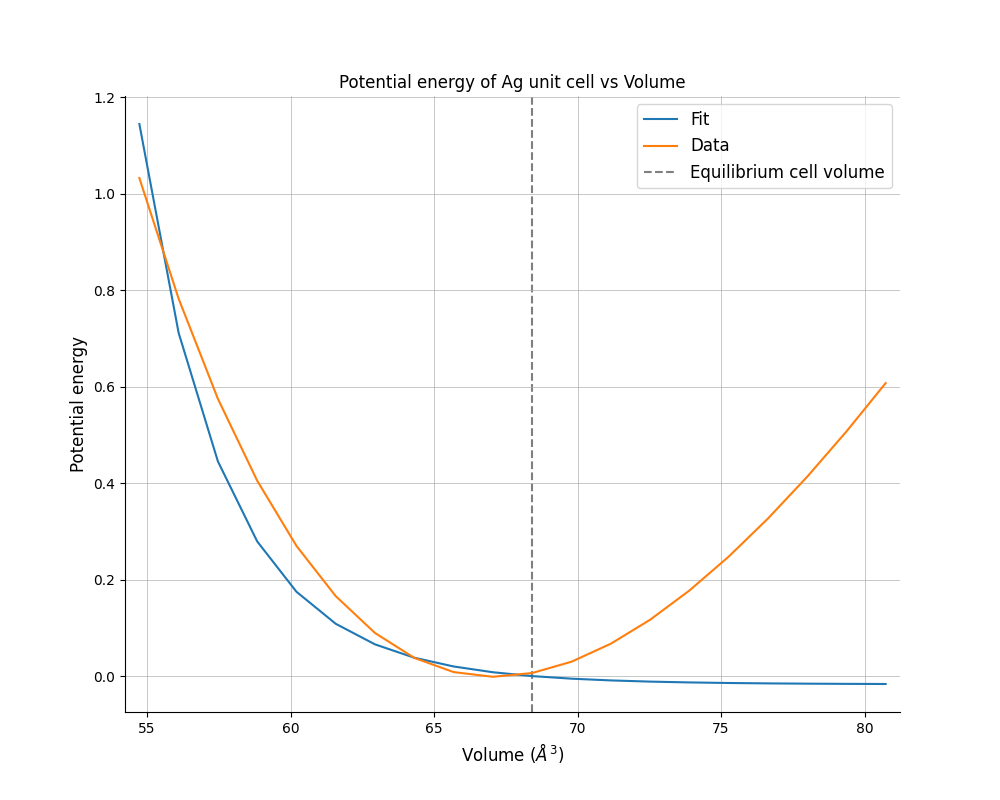 Potential energy of Ag unit cell vs Volume
Fit
Data
Equilibrium cell volume
Potential energy
1.2
1.0
0.8
0.6
0.4
0.2
0.0
55
60
65
70
75
80
Volume (Å³)